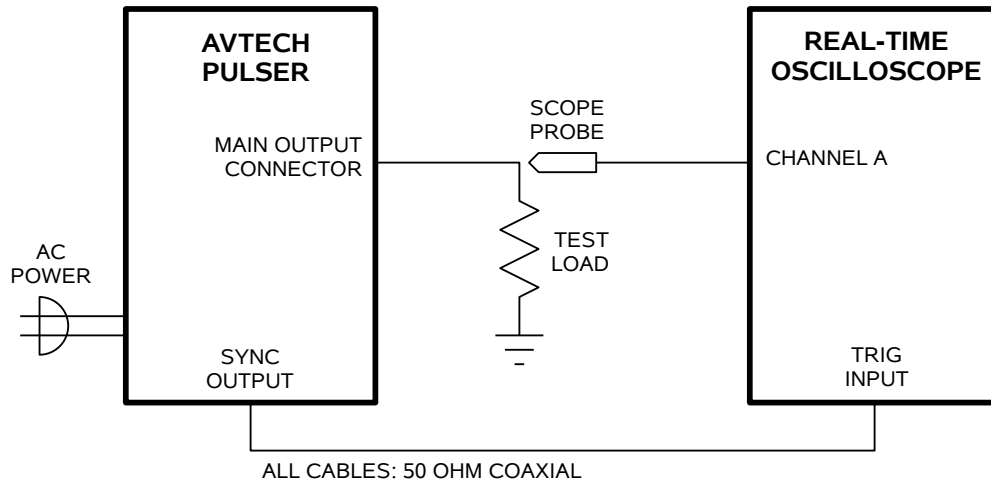 AVTECH
PULSER
REAL-TIME
OSCILLOSCOPE
SCOPE
PROBE
MAIN OUTPUT
CONNECTOR
CHANNEL A
TEST
LOAD
AC
POWER
SYNC
OUTPUT
TRIG
INPUT
ALL CABLES: 50 OHM COAXIAL